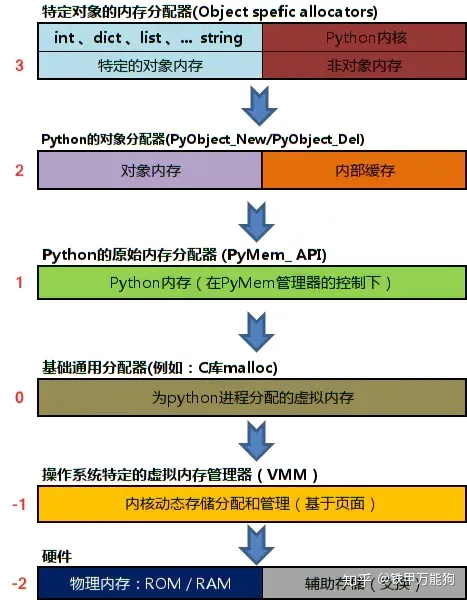 特定对象的内存分配器(Object spefic allocators)
int 、dict 、list 、... string
Python内核
3
特定的对象内存
非对象内存
Python的对象分配器(PyObject_New/PyObject_Del)
2
对象内存
内部缓存
Python的原始内存分配器 (PyMem_ API)
1
Python内存（在PyMem管理器的控制下）
基础通用分配器(例如：C库malloc)
0
为python进程分配的虚拟内存
操作系统特定的虚拟内存管理器（VMM）
-1
内核动态存储分配和管理（基于页面）
硬件
-2
物理内存：ROM / RAM
辅助存储（交换）
知乎 @铁甲万能狗